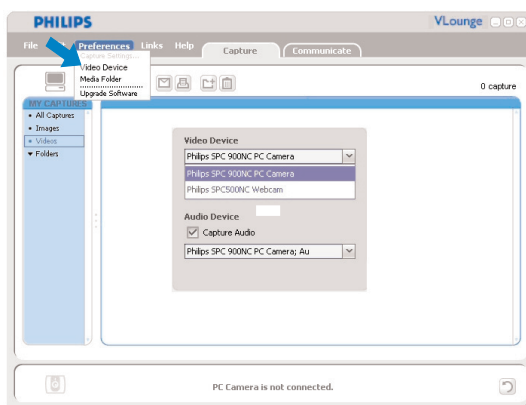 PHILIPS
VLounge
File
Preferences
Links
Help
Capture
Communicate
Capture Settings...
Video Device
Media Folder
Upgrade Software
0 capture
MY CAPTURES
All Captures
Images
Videos
Folders
Video Device
Philips SPC 900NC PC Camera
Philips SPC 900NC PC Camera
Philips SPC500NC Webcam
Audio Device
Capture Audio
Philips SPC 900NC PC Camera; Au
PC Camera is not connected.